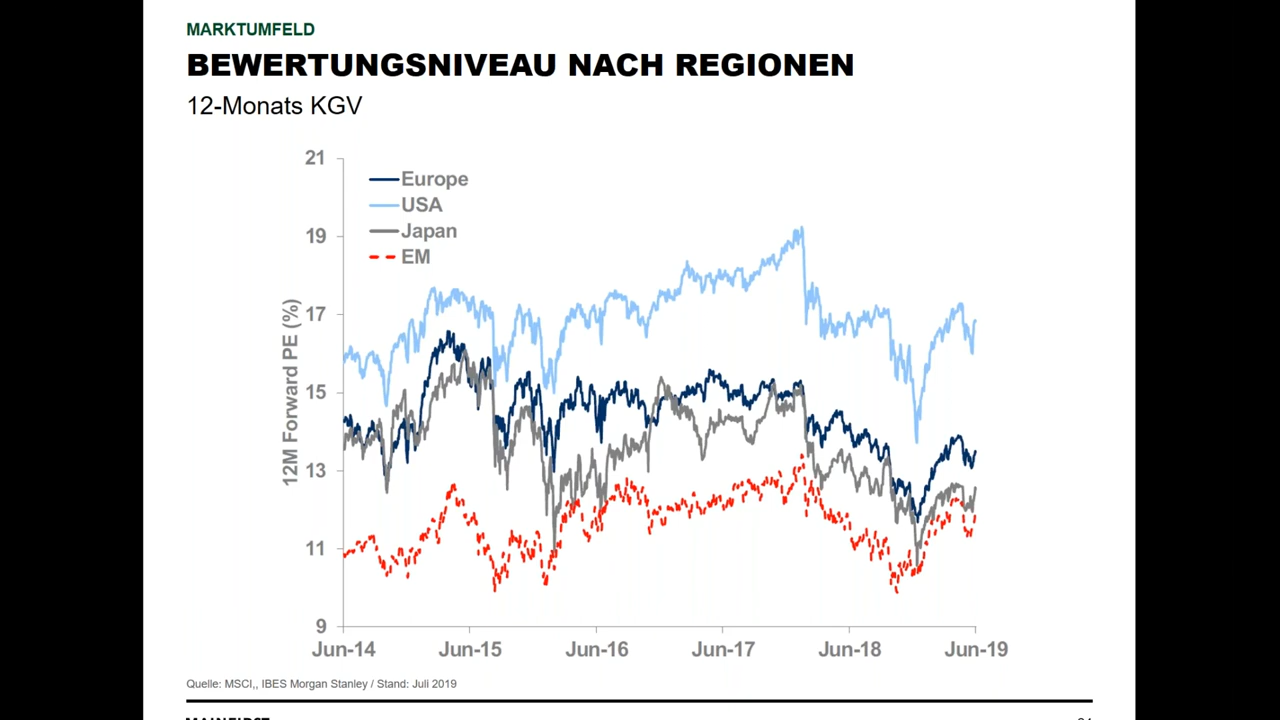 MARKTUMFELD
BEWERTUNGSNIVEAU NACH REGIONEN
12-Monats KGV
21
19
17
15
13
11
9
12M Forward PE (%)
Europe
USA
Japan
EM
Jun-14 Jun-15 Jun-16 Jun-17 Jun-18 Jun-19
Quelle: MSCI,, IBES Morgan Stanley / Stand: Juli 2019
MAINFIRST